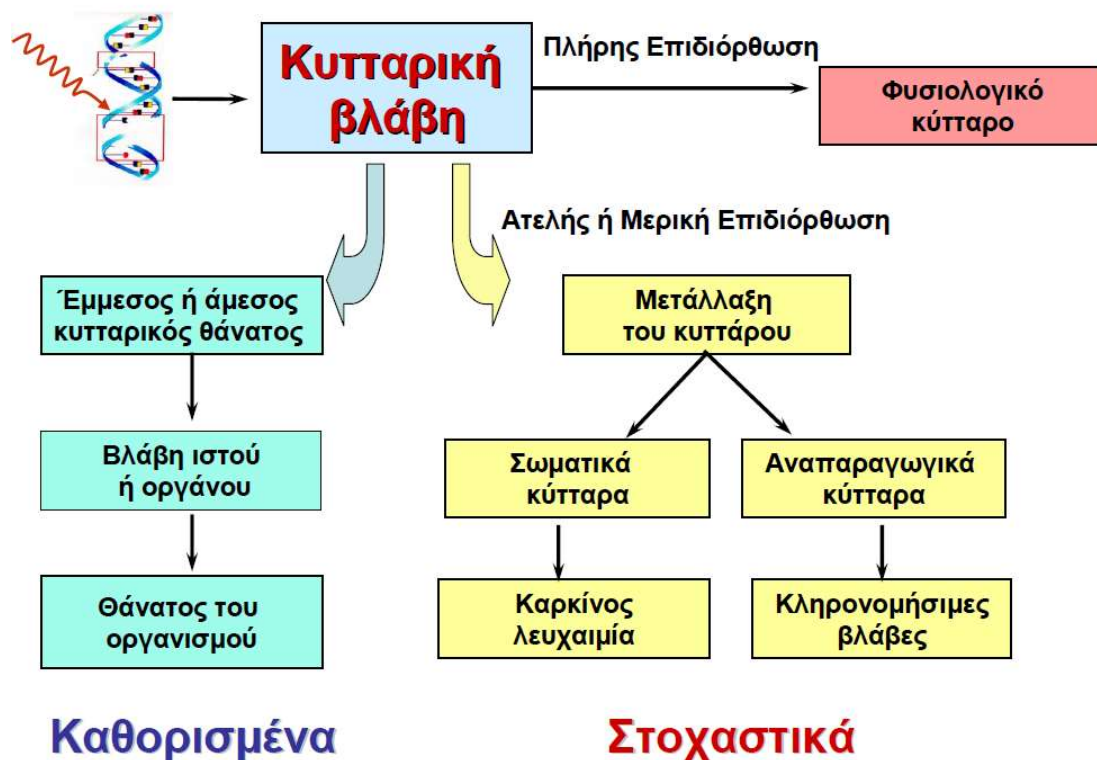 Κυτταρική
βλάβη
Πλήρης Επιδιόρθωση
Φυσιολογικό
κύτταρο
Ατελής ή Μερική Επιδιόρθωση
Έμμεσος ή άμεσος
κυτταρικός θάνατος
Μετάλλαξη
του κυττάρου
Βλάβη ιστού
ή οργάνου
Σωματικά
κύτταρα
Αναπαραγωγικά
κύτταρα
Θάνατος του
οργανισμού
Καρκίνος
λευχαιμία
Κληρονομήσιμες
βλάβες
Καθορισμένα
Στοχαστικά